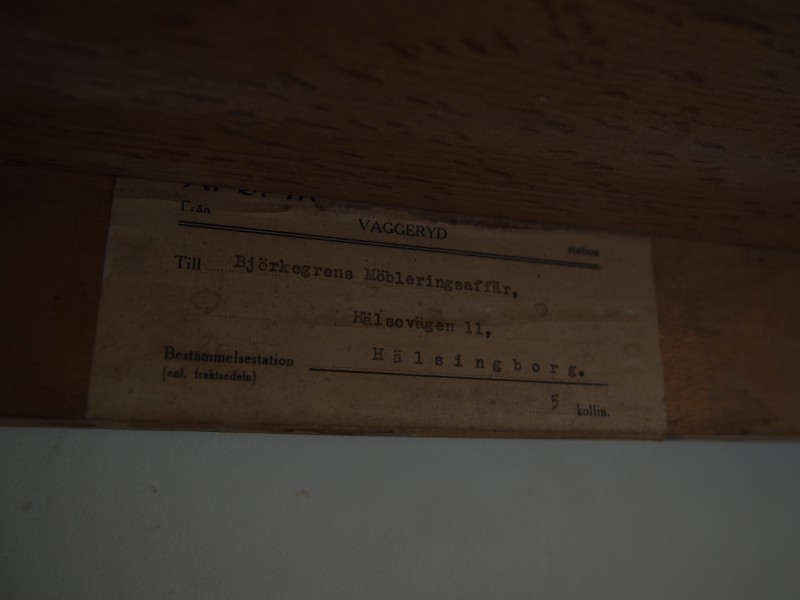 Från VAGGERYD station
Till Björkegrens Möbleringsaffär,
Hälsovägen 11,
Bestämmelsestation Hälsingborg.
(enl. fraktsedeln)
5 kollin.